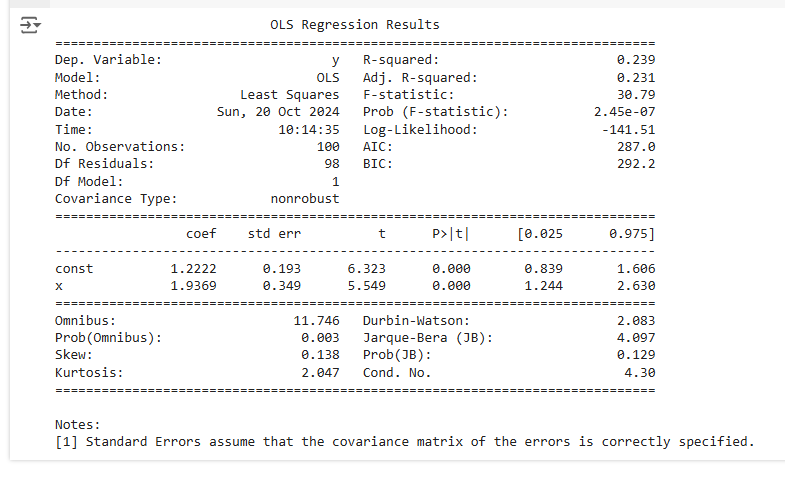 OLS Regression Results
==============================================================================
Dep. Variable:                      y   R-squared:                       0.239
Model:                            OLS   Adj. R-squared:                  0.231
Method:                 Least Squares   F-statistic:                     30.79
Date:                Sun, 20 Oct 2024   Prob (F-statistic):           2.45e-07
Time:                        10:14:35   Log-Likelihood:                -141.51
No. Observations:                 100   AIC:                             287.0
Df Residuals:                      98   BIC:                             292.2
Df Model:                           1
Covariance Type:            nonrobust
==============================================================================
                 coef    std err          t      P>|t|      [0.025      0.975]
------------------------------------------------------------------------------
const          1.2222      0.193      6.323      0.000       0.839       1.606
x              1.9369      0.349      5.549      0.000       1.244       2.630
==============================================================================
Omnibus:                       11.746   Durbin-Watson:                   2.083
Prob(Omnibus):                  0.003   Jarque-Bera (JB):                4.097
Skew:                           0.138   Prob(JB):                        0.129
Kurtosis:                       2.047   Cond. No.                         4.30
==============================================================================
Notes:
[1] Standard Errors assume that the covariance matrix of the errors is correctly specified.